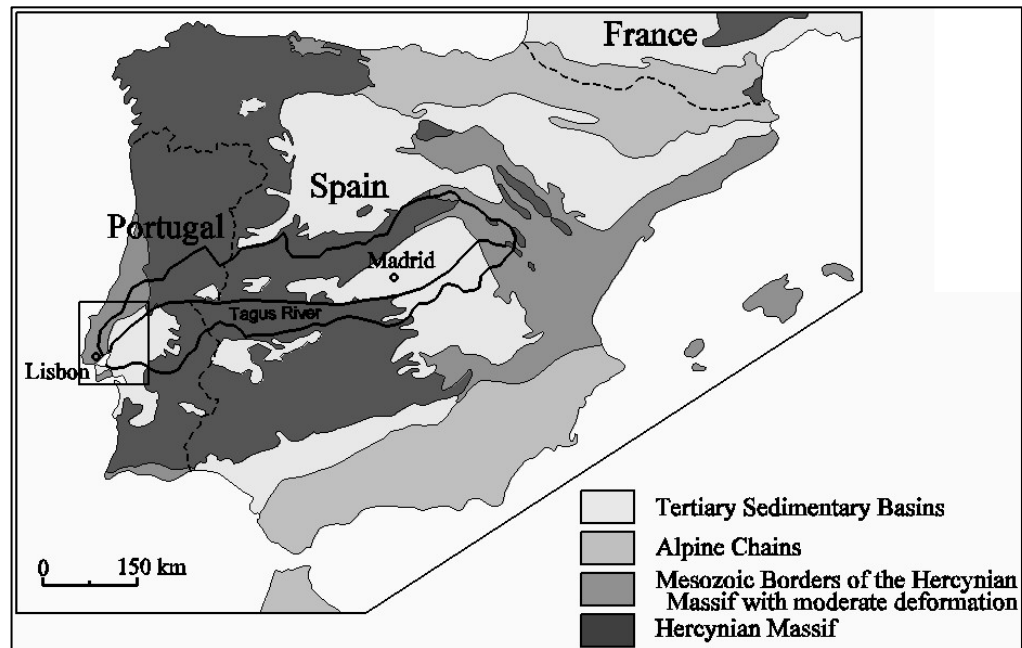 France
Spain
Portugal
Madrid
Tagus River
Lisbon
0 150 km
Tertiary Sedimentary Basins
Alpine Chains
Mesozoic Borders of the Hercynian
Massif with moderate deformation
Hercynian Massif